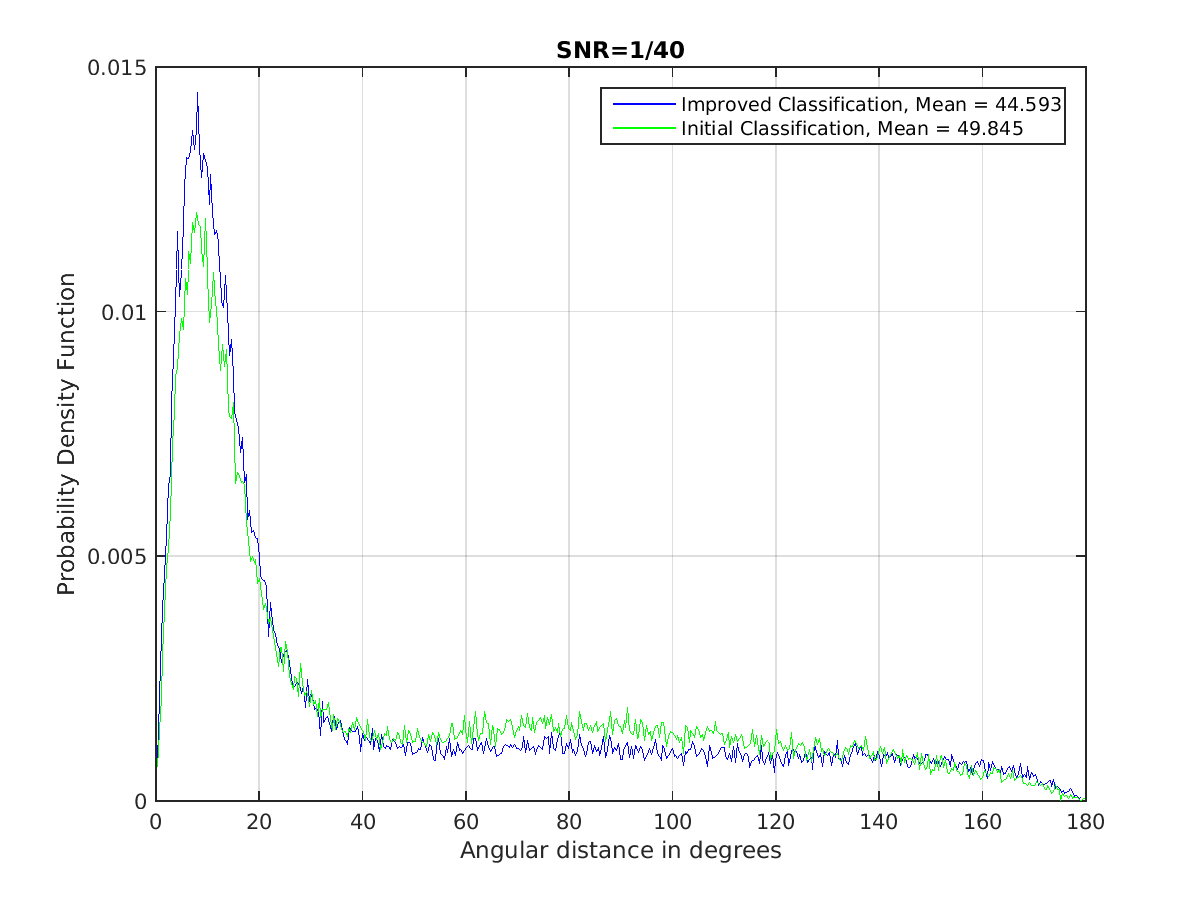 SNR=1/40
0.015
Improved Classification, Mean = 44.593
Initial Classification, Mean = 49.845
0.01
Probability Density Function
0.005
0
0 20 40 60 80 100 120 140 160 180
Angular distance in degrees